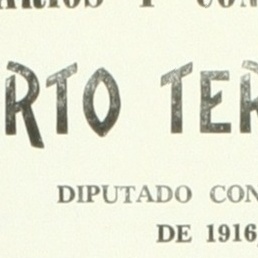 RTO TER
DIPUTADO CON
DE 1916